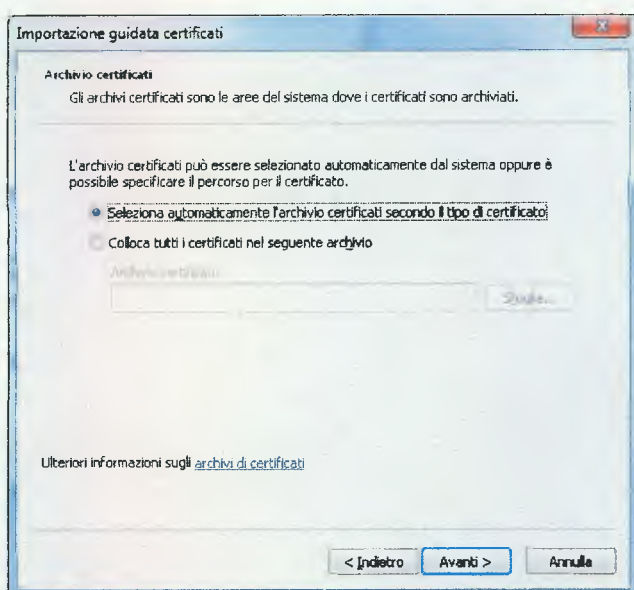 Importazione guidata certificati
Archivio certificati
Gli archivi certificati sono le aree del sistema dove i certificati sono archiviati.
L'archivio certificati può essere selezionato automaticamente dal sistema oppure è
possibile specificare il percorso per il certificato.
Seleziona automaticamente l'archivio certificati secondo il tipo di certificato
Colloca tutti i certificati nel seguente archivio
Archivio certificati:
Sfoglia...
Ulteriori informazioni sugli archivi di certificati
< Indietro
Avanti >
Annulla